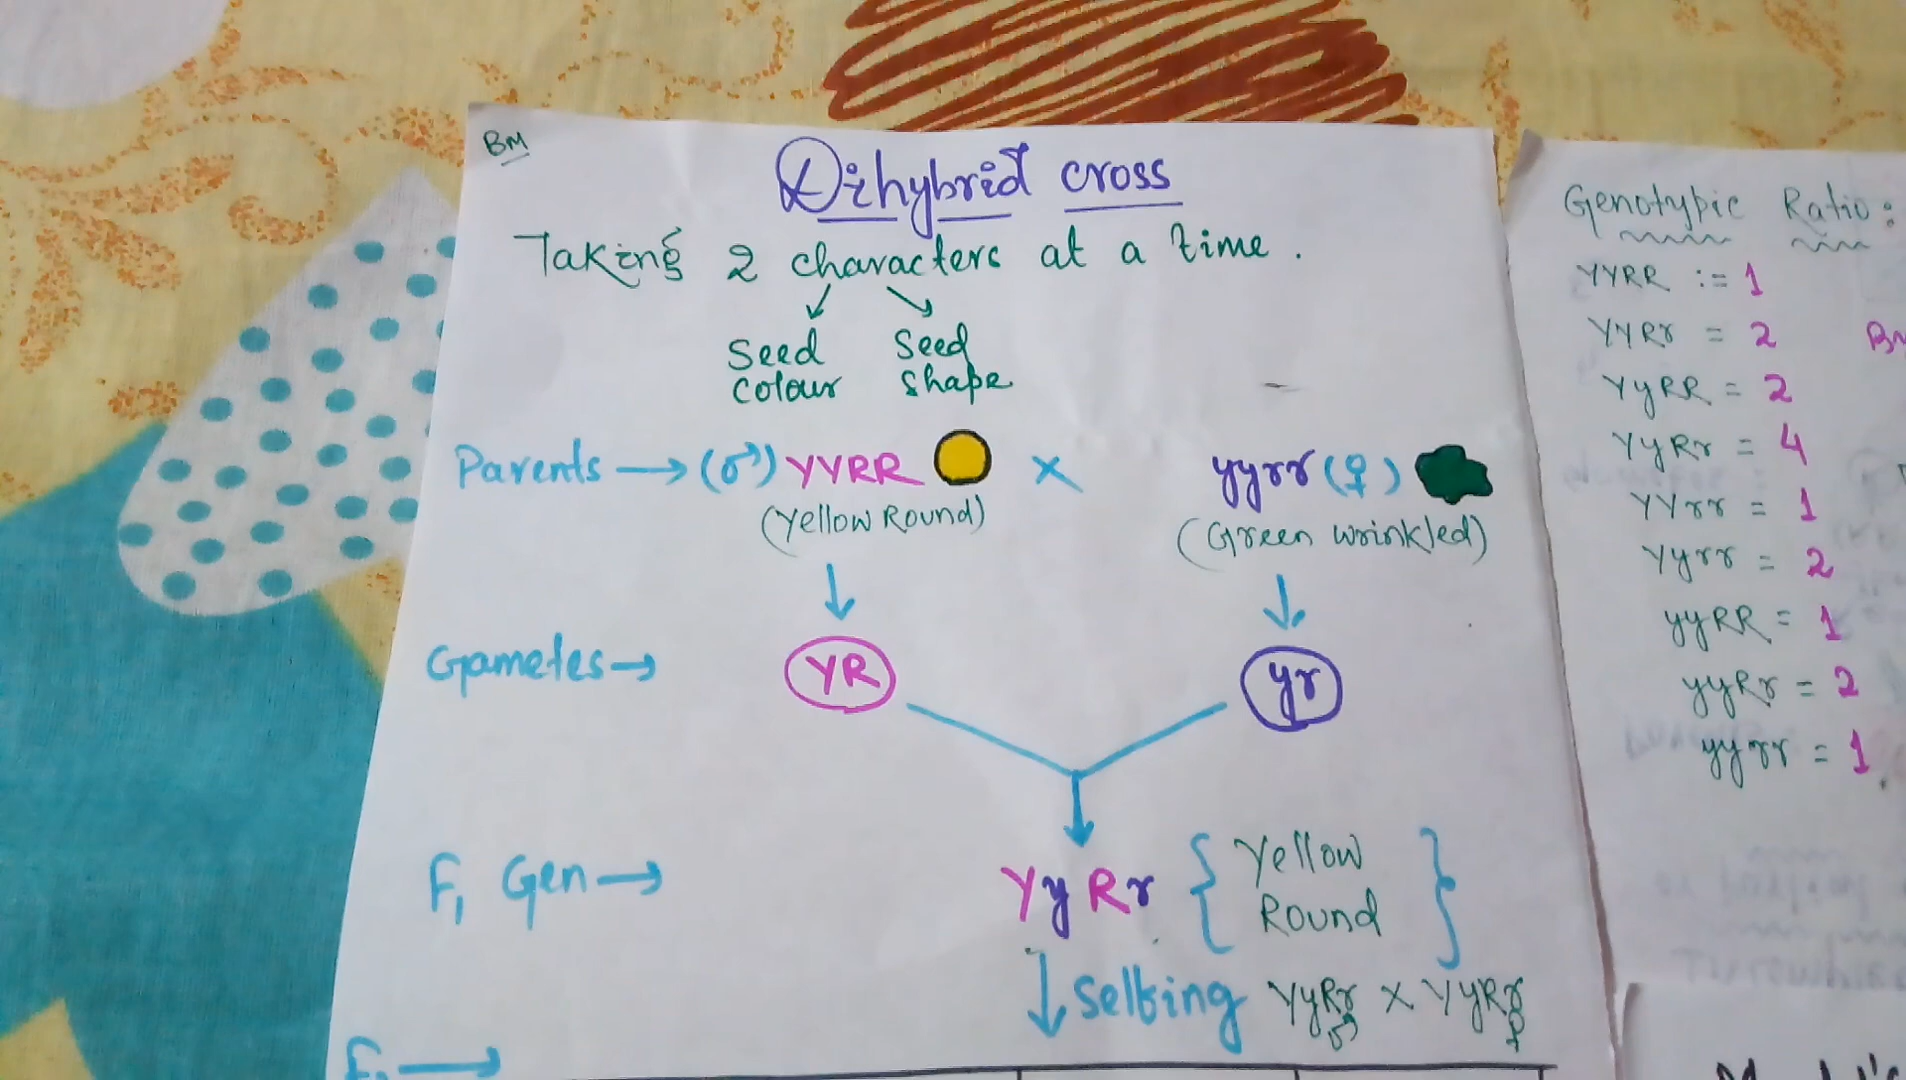 BM
Dihybrid cross
Taking 2 characters at a time .
Seed colour
Seed shape
Parents → (♂) YYRR × yyrr (♀)
(Yellow Round) (Green wrinkled)
Gametes → YR yr
F1 Gen → YyRr { Yellow Round }
↓ Selfing YyRr ♂ × YyRr ♀
Genotypic Ratio :
YYRR := 1
YYRr = 2
YyRR = 2
YyRr = 4
YYrr = 1
Yyrr = 2
yyRR = 1
yyRr = 2
yyrr = 1